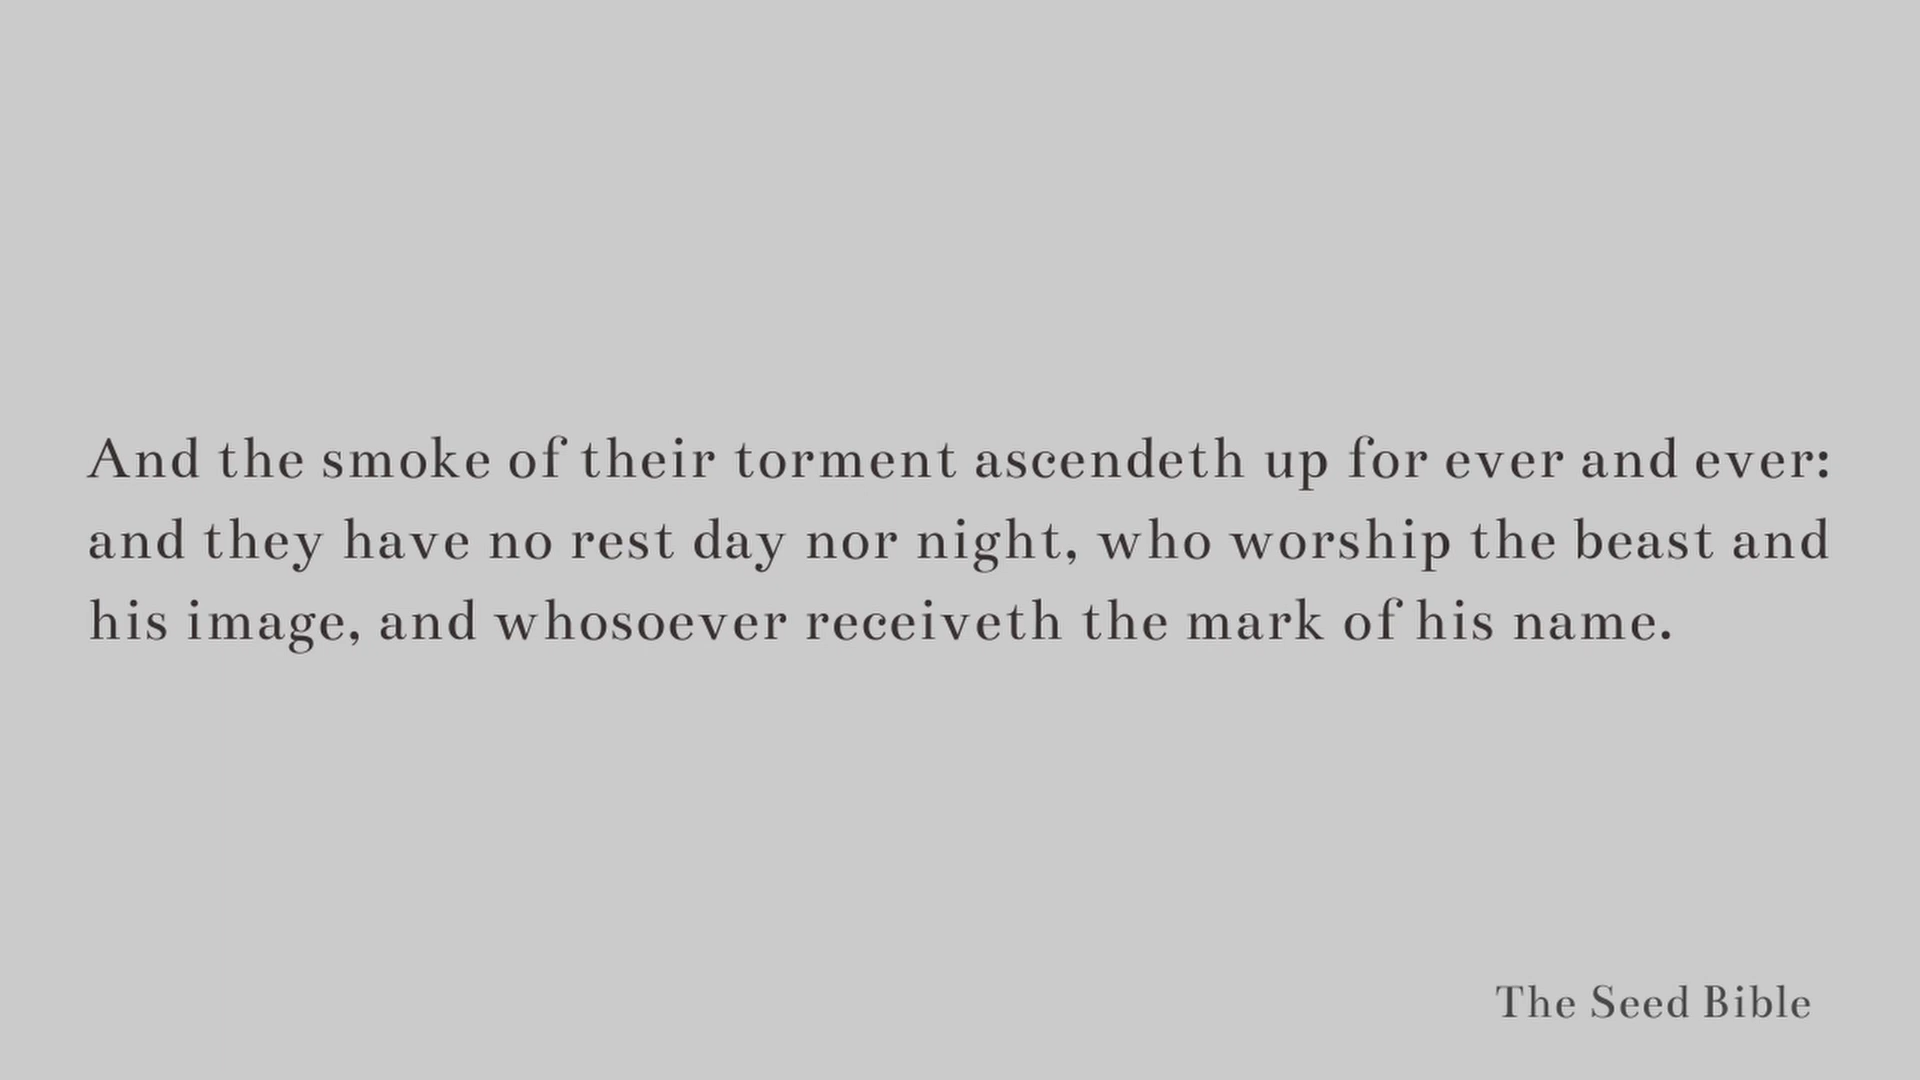 And the smoke of their torment ascendeth up for ever and ever:
and they have no rest day nor night, who worship the beast and
his image, and whosoever receiveth the mark of his name.
The Seed Bible